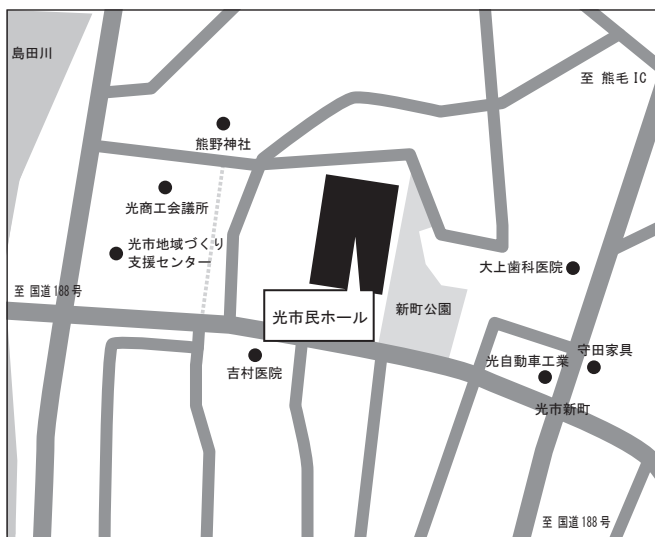 島田川
至 熊毛IC
熊野神社
光商工会議所
光市地域づくり
支援センター
大上歯科医院
至 国道188号
新町公園
光市民ホール
守田家具
光自動車工業
吉村医院
光市新町
至 国道188号